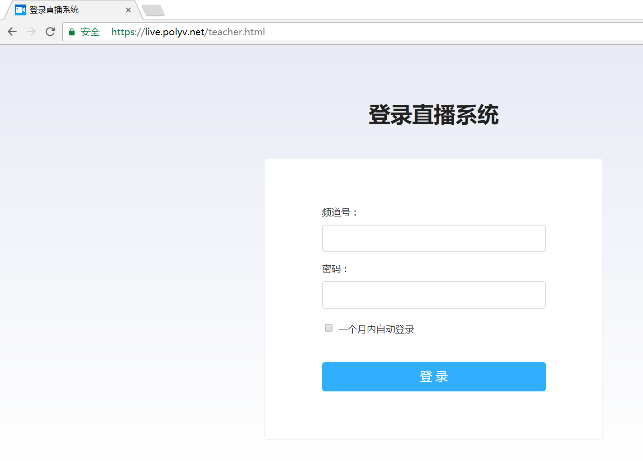 登录直播系统
安全 https://live.polyv.net/teacher.html
登录直播系统
频道号：
密码：
一个月内自动登录
登 录